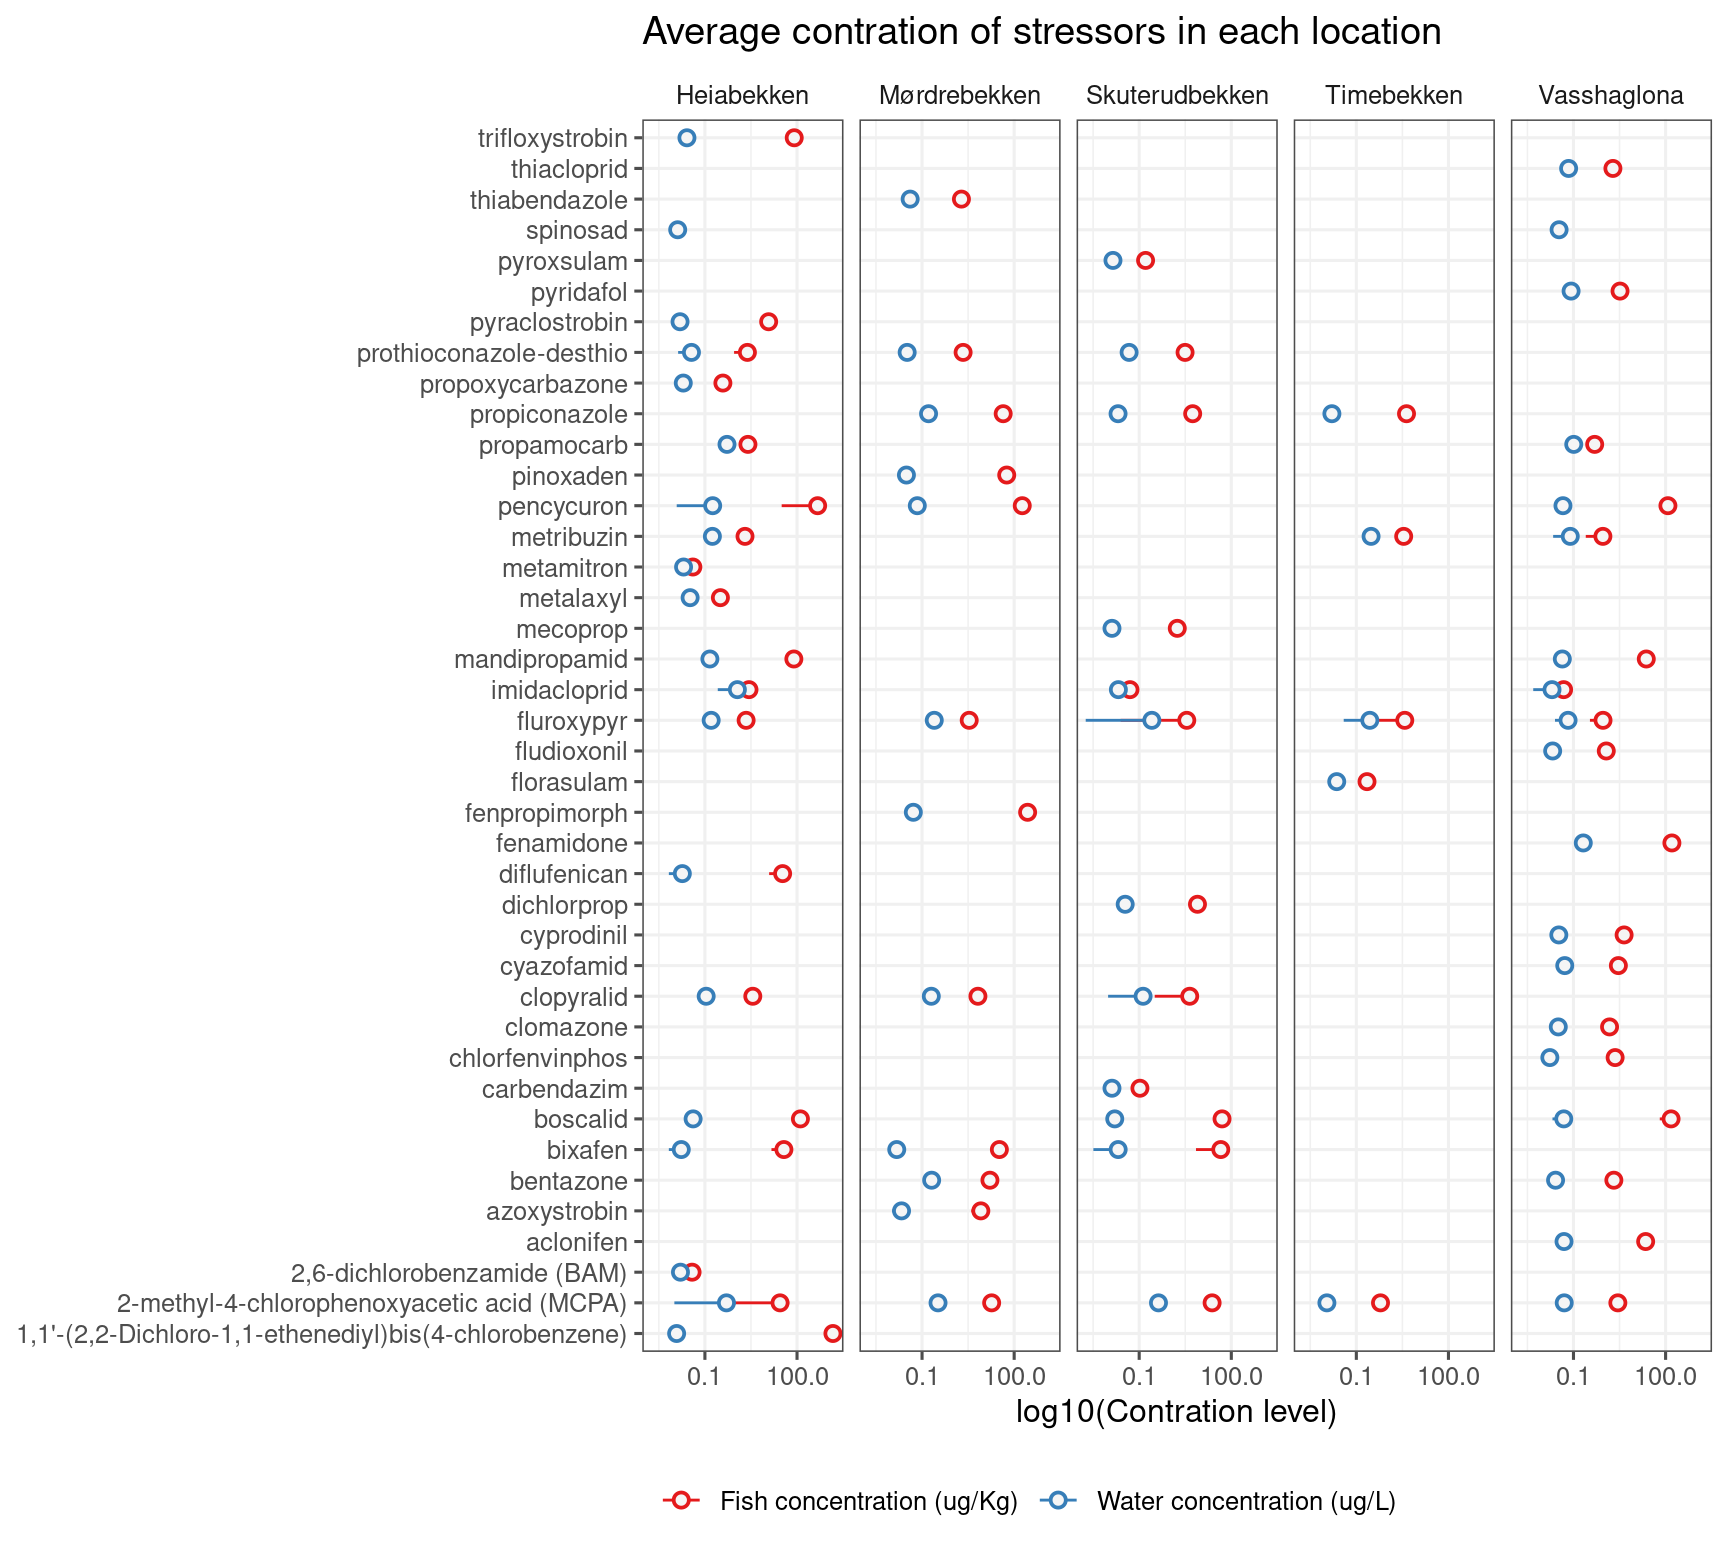 Average contration of stressors in each location
Heiabekken Mørdrebekken Skuterudbekken Timebekken Vasshaglona
trifloxystrobin
thiacloprid
thiabendazole
spinosad
pyroxsulam
pyridafol
pyraclostrobin
prothioconazole-desthio
propoxycarbazone
propiconazole
propamocarb
pinoxaden
pencycuron
metribuzin
metamitron
metalaxyl
mecoprop
mandipropamid
imidacloprid
fluroxypyr
fludioxonil
florasulam
fenpropimorph
fenamidone
diflufenican
dichlorprop
cyprodinil
cyazofamid
clopyralid
clomazone
chlorfenvinphos
carbendazim
boscalid
bixafen
bentazone
azoxystrobin
aclonifen
2,6-dichlorobenzamide (BAM)
2-methyl-4-chlorophenoxyacetic acid (MCPA)
1,1'-(2,2-Dichloro-1,1-ethenediyl)bis(4-chlorobenzene)
0.1 100.0 0.1 100.0 0.1 100.0 0.1 100.0 0.1 100.0
log10(Contration level)
Fish concentration (ug/Kg) Water concentration (ug/L)